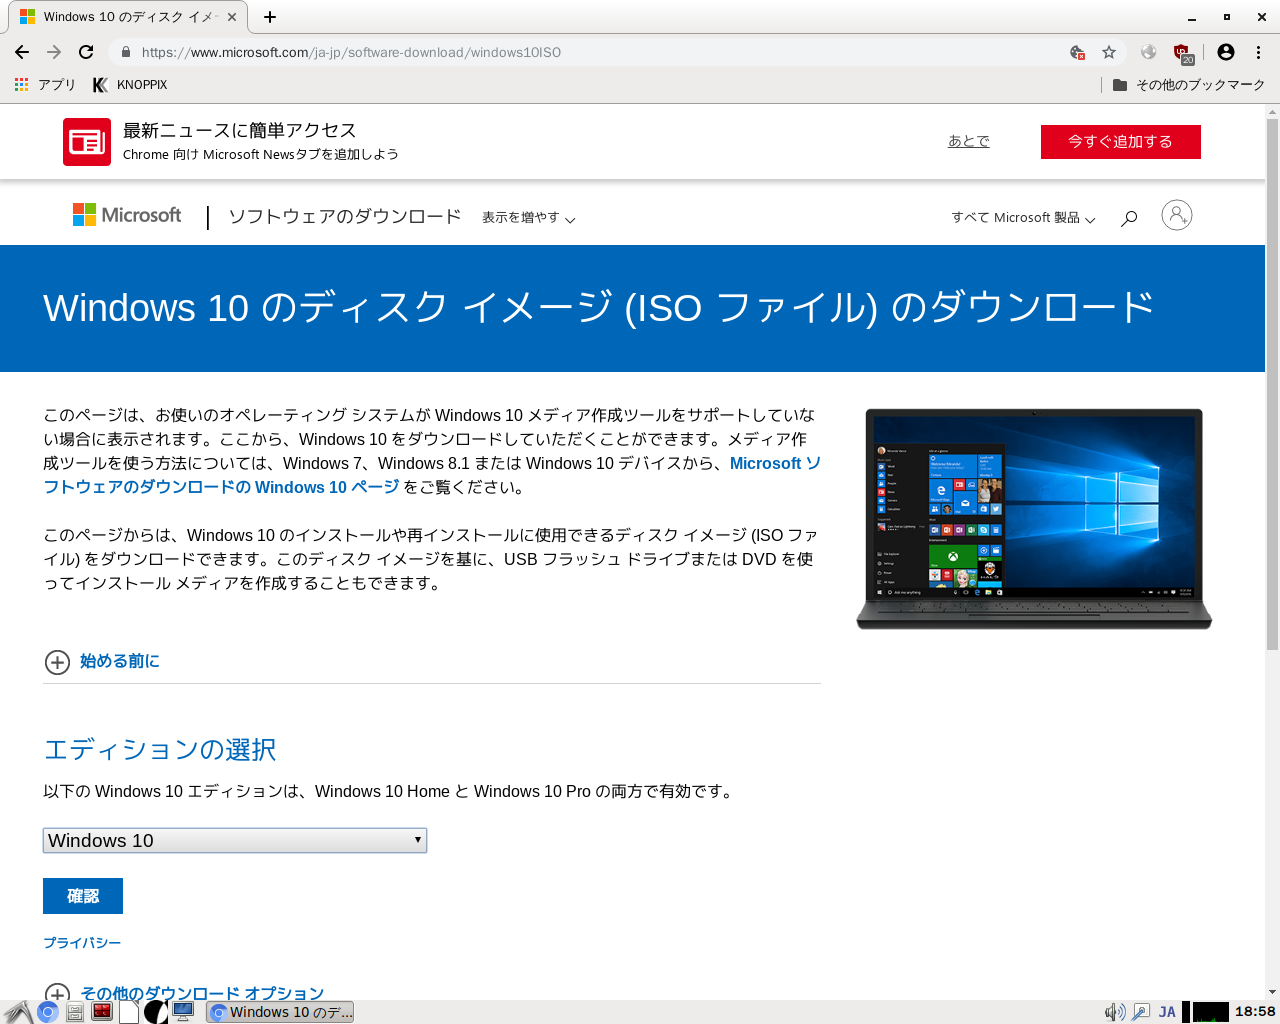 Windows 10 のディスク イメー
https://www.microsoft.com/ja-jp/software-download/windows10ISO
20
アプリ KNOPPIX その他のブックマーク
最新ニュースに簡単アクセス
Chrome 向け Microsoft Newsタブを追加しよう
あとで
今すぐ追加する
Microsoft ソフトウェアのダウンロード 表示を増やす すべて Microsoft 製品
Windows 10 のディスク イメージ (ISO ファイル) のダウンロード
このページは、お使いのオペレーティング システムが Windows 10 メディア作成ツールをサポートしていな
い場合に表示されます。ここから、Windows 10 をダウンロードしていただくことができます。メディア作
成ツールを使う方法については、Windows 7、Windows 8.1 または Windows 10 デバイスから、Microsoft ソ
フトウェアのダウンロードの Windows 10 ページ をご覧ください。
このページからは、Windows 10 のインストールや再インストールに使用できるディスク イメージ (ISO ファ
イル) をダウンロードできます。このディスク イメージを基に、USB フラッシュ ドライブまたは DVD を使
ってインストール メディアを作成することもできます。
始める前に
エディションの選択
以下の Windows 10 エディションは、Windows 10 Home と Windows 10 Pro の両方で有効です。
Windows 10
確認
プライバシー
その他のダウンロード オプション
Windows 10 のデ... JA 18:58